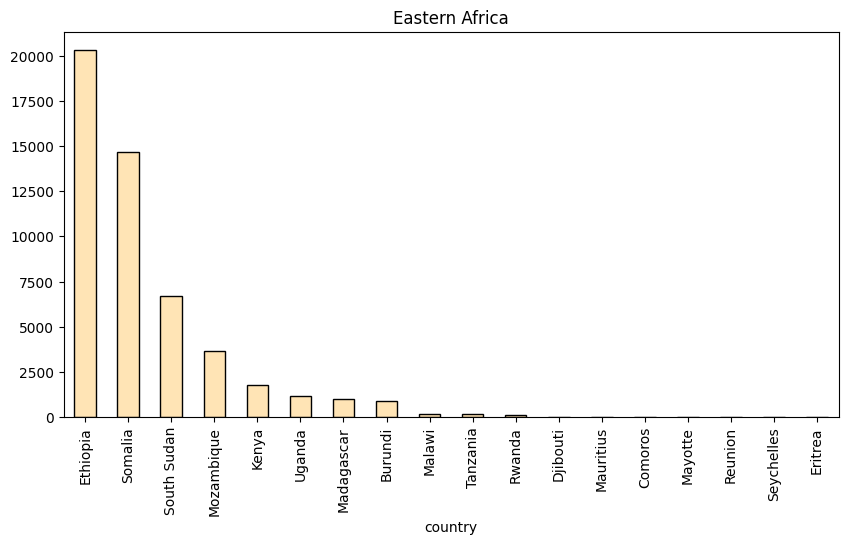 Eastern Africa
20000
17500
15000
12500
10000
7500
5000
2500
0
Ethiopia
Somalia
South Sudan
Mozambique
Kenya
Uganda
Madagascar
Burundi
Malawi
Tanzania
Rwanda
Djibouti
Mauritius
Comoros
Mayotte
Reunion
Seychelles
Eritrea
country